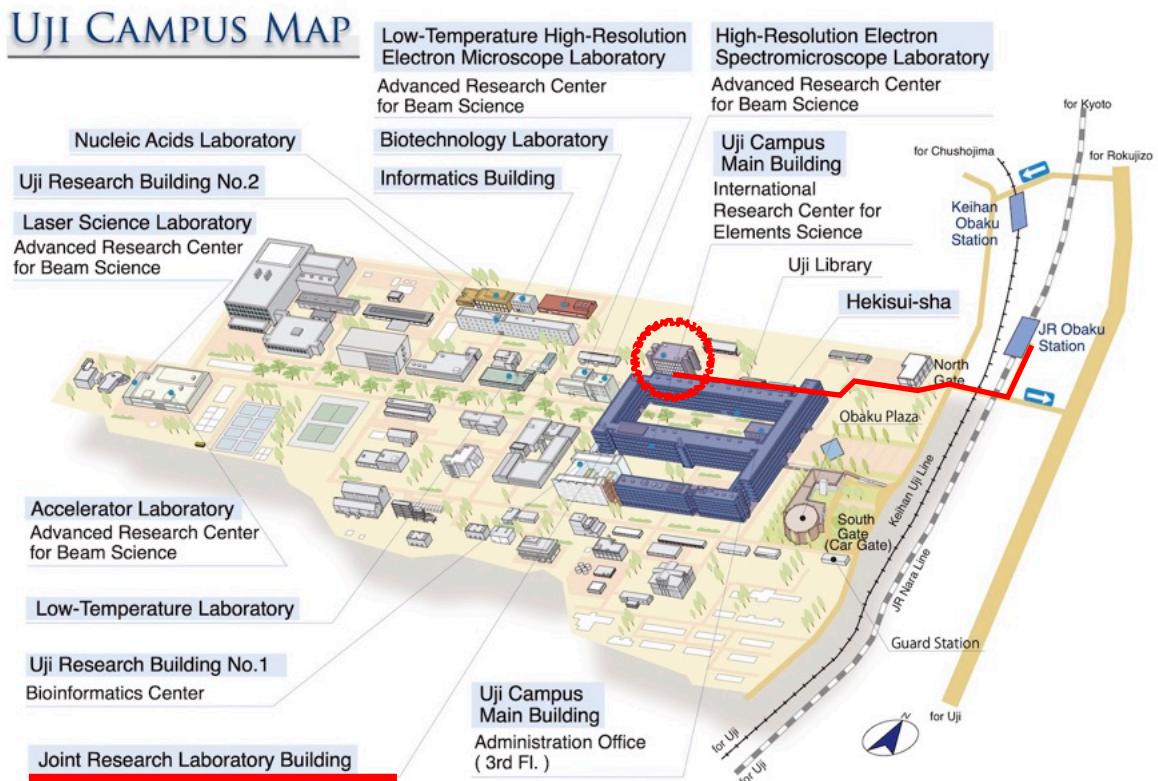 UJI CAMPUS MAP
Low-Temperature High-Resolution
Electron Microscope Laboratory
Advanced Research Center
for Beam Science
High-Resolution Electron
Spectromicroscope Laboratory
Advanced Research Center
for Beam Science
Nucleic Acids Laboratory
Biotechnology Laboratory
Uji Campus
Main Building
International
Research Center for
Elements Science
Uji Research Building No.2
Informatics Building
Laser Science Laboratory
Advanced Research Center
for Beam Science
Uji Library
Hekisui-sha
for Kyoto
for Chushojima
for Rokujizo
Keihan
Obaku
Station
JR Obaku
Station
North
Gate
Obaku Plaza
Keihan Uji Line
South
Gate
(Car Gate)
JR Nara Line
Accelerator Laboratory
Advanced Research Center
for Beam Science
Low-Temperature Laboratory
Guard Station
Uji Research Building No.1
Bioinformatics Center
Uji Campus
Main Building
Administration Office
( 3rd Fl. )
for Uji
for Uji
for Uji
N
Joint Research Laboratory Building